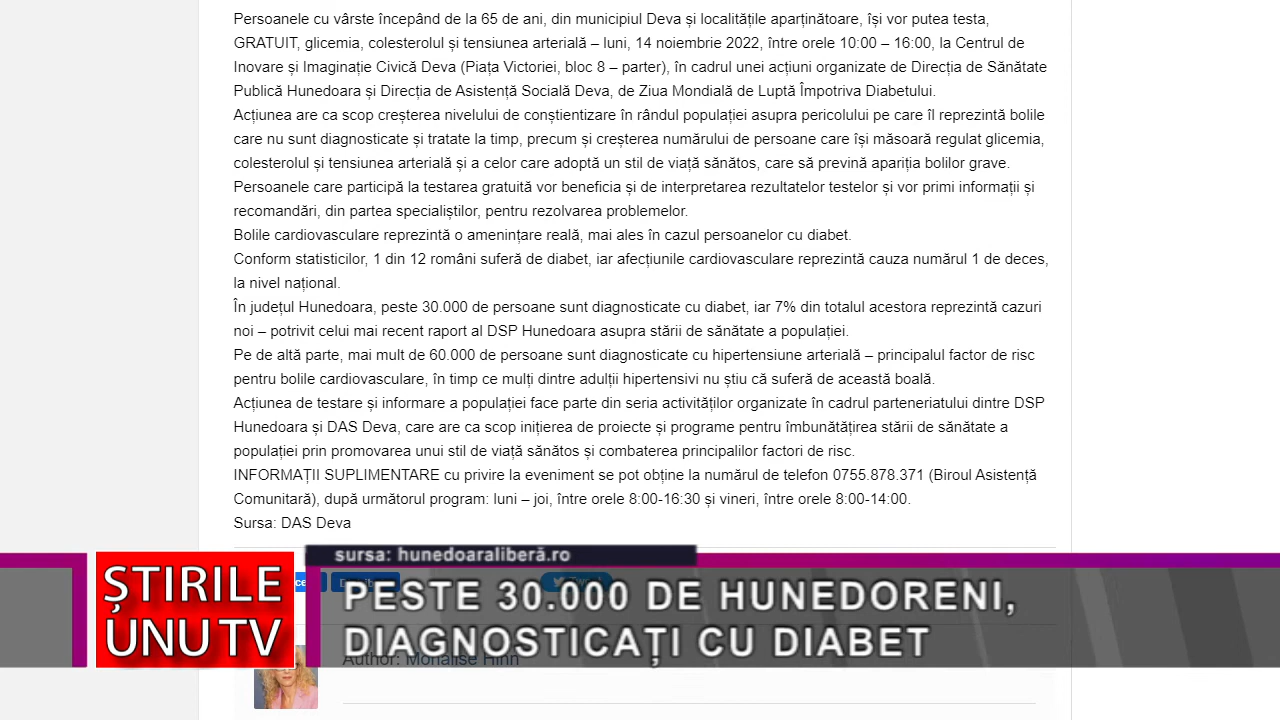 Persoanele cu vârste începând de la 65 de ani, din municipiul Deva și localitățile aparținătoare, își vor putea testa,
GRATUIT, glicemia, colesterolul și tensiunea arterială – luni, 14 noiembrie 2022, între orele 10:00 – 16:00, la Centrul de
Inovare și Imaginație Civică Deva (Piața Victoriei, bloc 8 – parter), în cadrul unei acțiuni organizate de Direcția de Sănătate
Publică Hunedoara și Direcția de Asistență Socială Deva, de Ziua Mondială de Luptă Împotriva Diabetului.
Acțiunea are ca scop creșterea nivelului de conștientizare în rândul populației asupra pericolului pe care îl reprezintă bolile
care nu sunt diagnosticate și tratate la timp, precum și creșterea numărului de persoane care își măsoară regulat glicemia,
colesterolul și tensiunea arterială și a celor care adoptă un stil de viață sănătos, care să prevină apariția bolilor grave.
Persoanele care participă la testarea gratuită vor beneficia și de interpretarea rezultatelor testelor și vor primi informații și
recomandări, din partea specialiștilor, pentru rezolvarea problemelor.
Bolile cardiovasculare reprezintă o amenințare reală, mai ales în cazul persoanelor cu diabet.
Conform statisticilor, 1 din 12 români suferă de diabet, iar afecțiunile cardiovasculare reprezintă cauza numărul 1 de deces,
la nivel național.
În județul Hunedoara, peste 30.000 de persoane sunt diagnosticate cu diabet, iar 7% din totalul acestora reprezintă cazuri
noi – potrivit celui mai recent raport al DSP Hunedoara asupra stării de sănătate a populației.
Pe de altă parte, mai mult de 60.000 de persoane sunt diagnosticate cu hipertensiune arterială – principalul factor de risc
pentru bolile cardiovasculare, în timp ce mulți dintre adulții hipertensivi nu știu că suferă de această boală.
Acțiunea de testare și informare a populației face parte din seria activităților organizate în cadrul parteneriatului dintre DSP
Hunedoara și DAS Deva, care are ca scop inițierea de proiecte și programe pentru îmbunătățirea stării de sănătate a
populației prin promovarea unui stil de viață sănătos și combaterea principalilor factori de risc.
INFORMAȚII SUPLIMENTARE cu privire la eveniment se pot obține la numărul de telefon 0755.878.371 (Biroul Asistență
Comunitară), după următorul program: luni – joi, între orele 8:00-16:30 și vineri, între orele 8:00-14:00.
Sursa: DAS Deva
sursa: hunedoaraliberă.ro
ȘTIRILE
UNU TV
PESTE 30.000 DE HUNEDORENI,
DIAGNOSTICAȚI CU DIABET
Author: Monalise Hihn